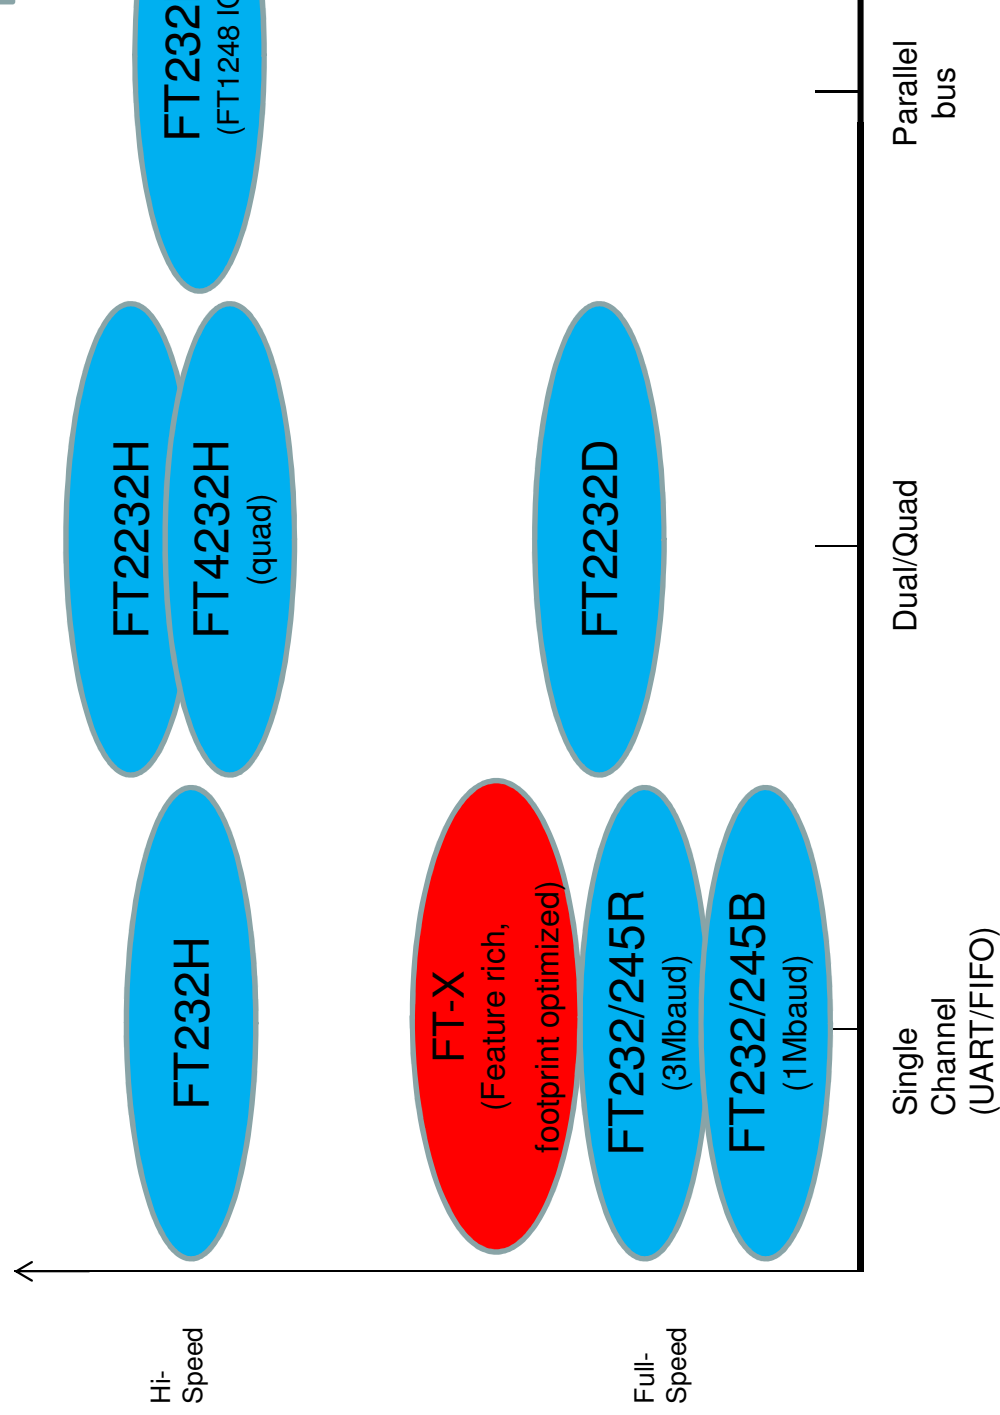 Hi-
Speed
FT232H
FT2232H
FT4232H
(quad)
FT232
(FT1248
Full-
Speed
FT-X
(Feature rich,
footprint optimized)
FT232/245R
(3Mbaud)
FT232/245B
(1Mbaud)
FT2232D
Single
Channel
(UART/FIFO)
Dual/Quad
Parallel
bus